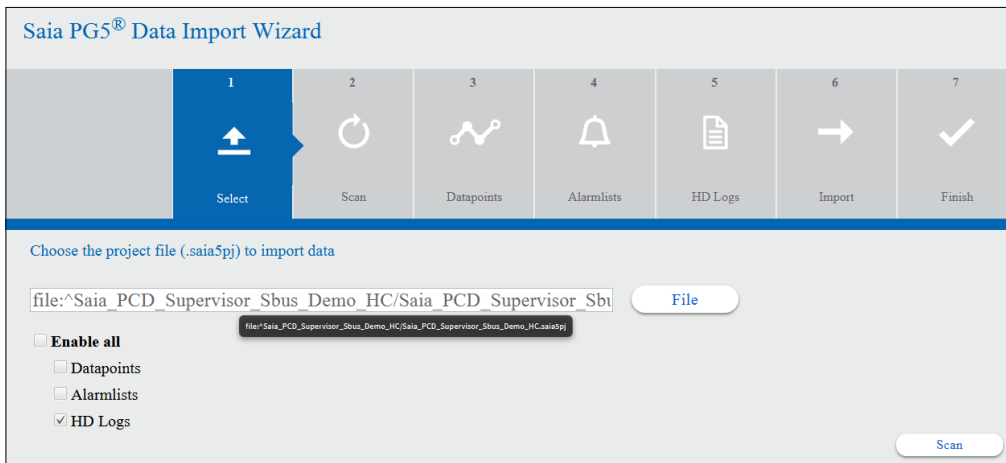 Saia PG5® Data Import Wizard
1 2 3 4 5 6 7
Select Scan Datapoints Alarmlists HD Logs Import Finish
Choose the project file (.saia5pj) to import data
file:^Saia_PCD_Supervisor_Sbus_Demo_HC/Saia_PCD_Supervisor_Sbu File
file:^Saia_PCD_Supervisor_Sbus_Demo_HC/Saia_PCD_Supervisor_Sbus_Demo_HC.saia5pj
Enable all
Datapoints
Alarmlists
HD Logs
Scan